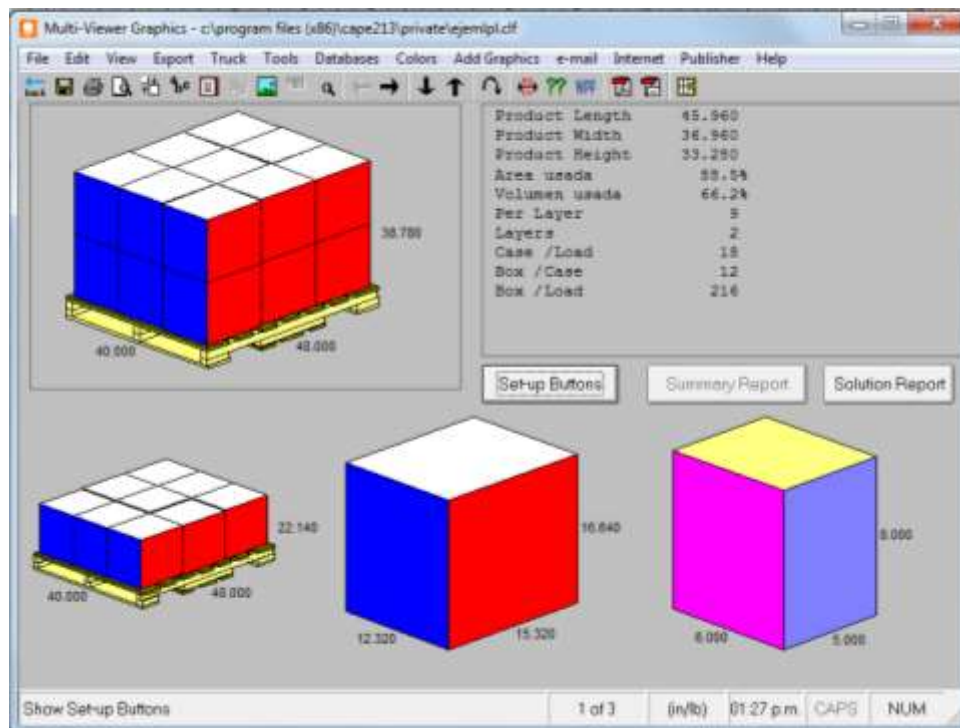 Multi-Viewer Graphics - c:\program files (x86)\cape213\private\ejemlpl.clf
File Edit View Export Truck Tools Databases Colors Add Graphics e-mail Internet Publisher Help
Product Length 45.960
Product Width 36.960
Product Height 33.280
Area usada 88.5%
Volumen usada 66.2%
Per Layer 9
Layers 2
Case /Load 18
Box /Case 12
Box /Load 216
38.780
40.000
48.000
Set-up Buttons Summary Report Solution Report
22.140
40.000
48.000
16.640
12.320
15.320
8.000
6.000
5.000
Show Set-up Buttons 1 of 3 (in/lb) 01:27 p.m. CAPS NUM